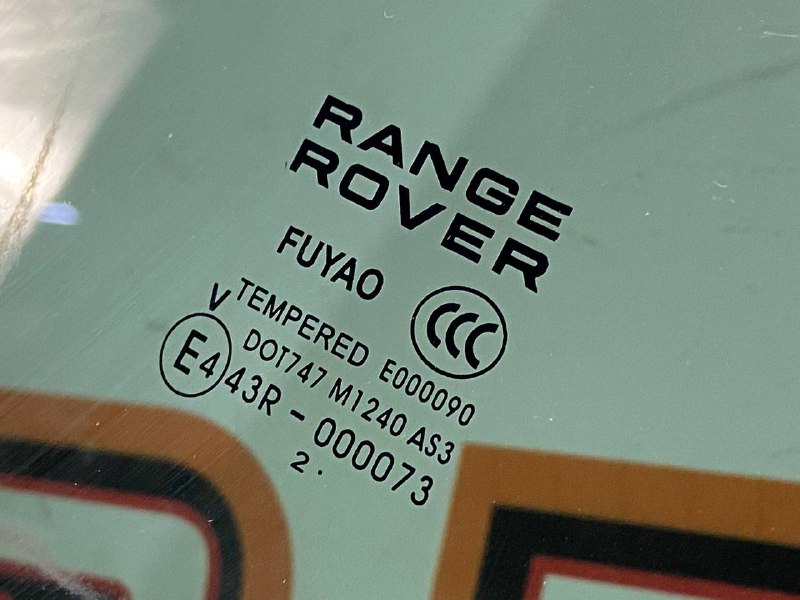 RANGE
ROVER
FUYAO
CCC
V TEMPERED E000090
DOT747 M1240 AS3
E4 43R - 000073
2.